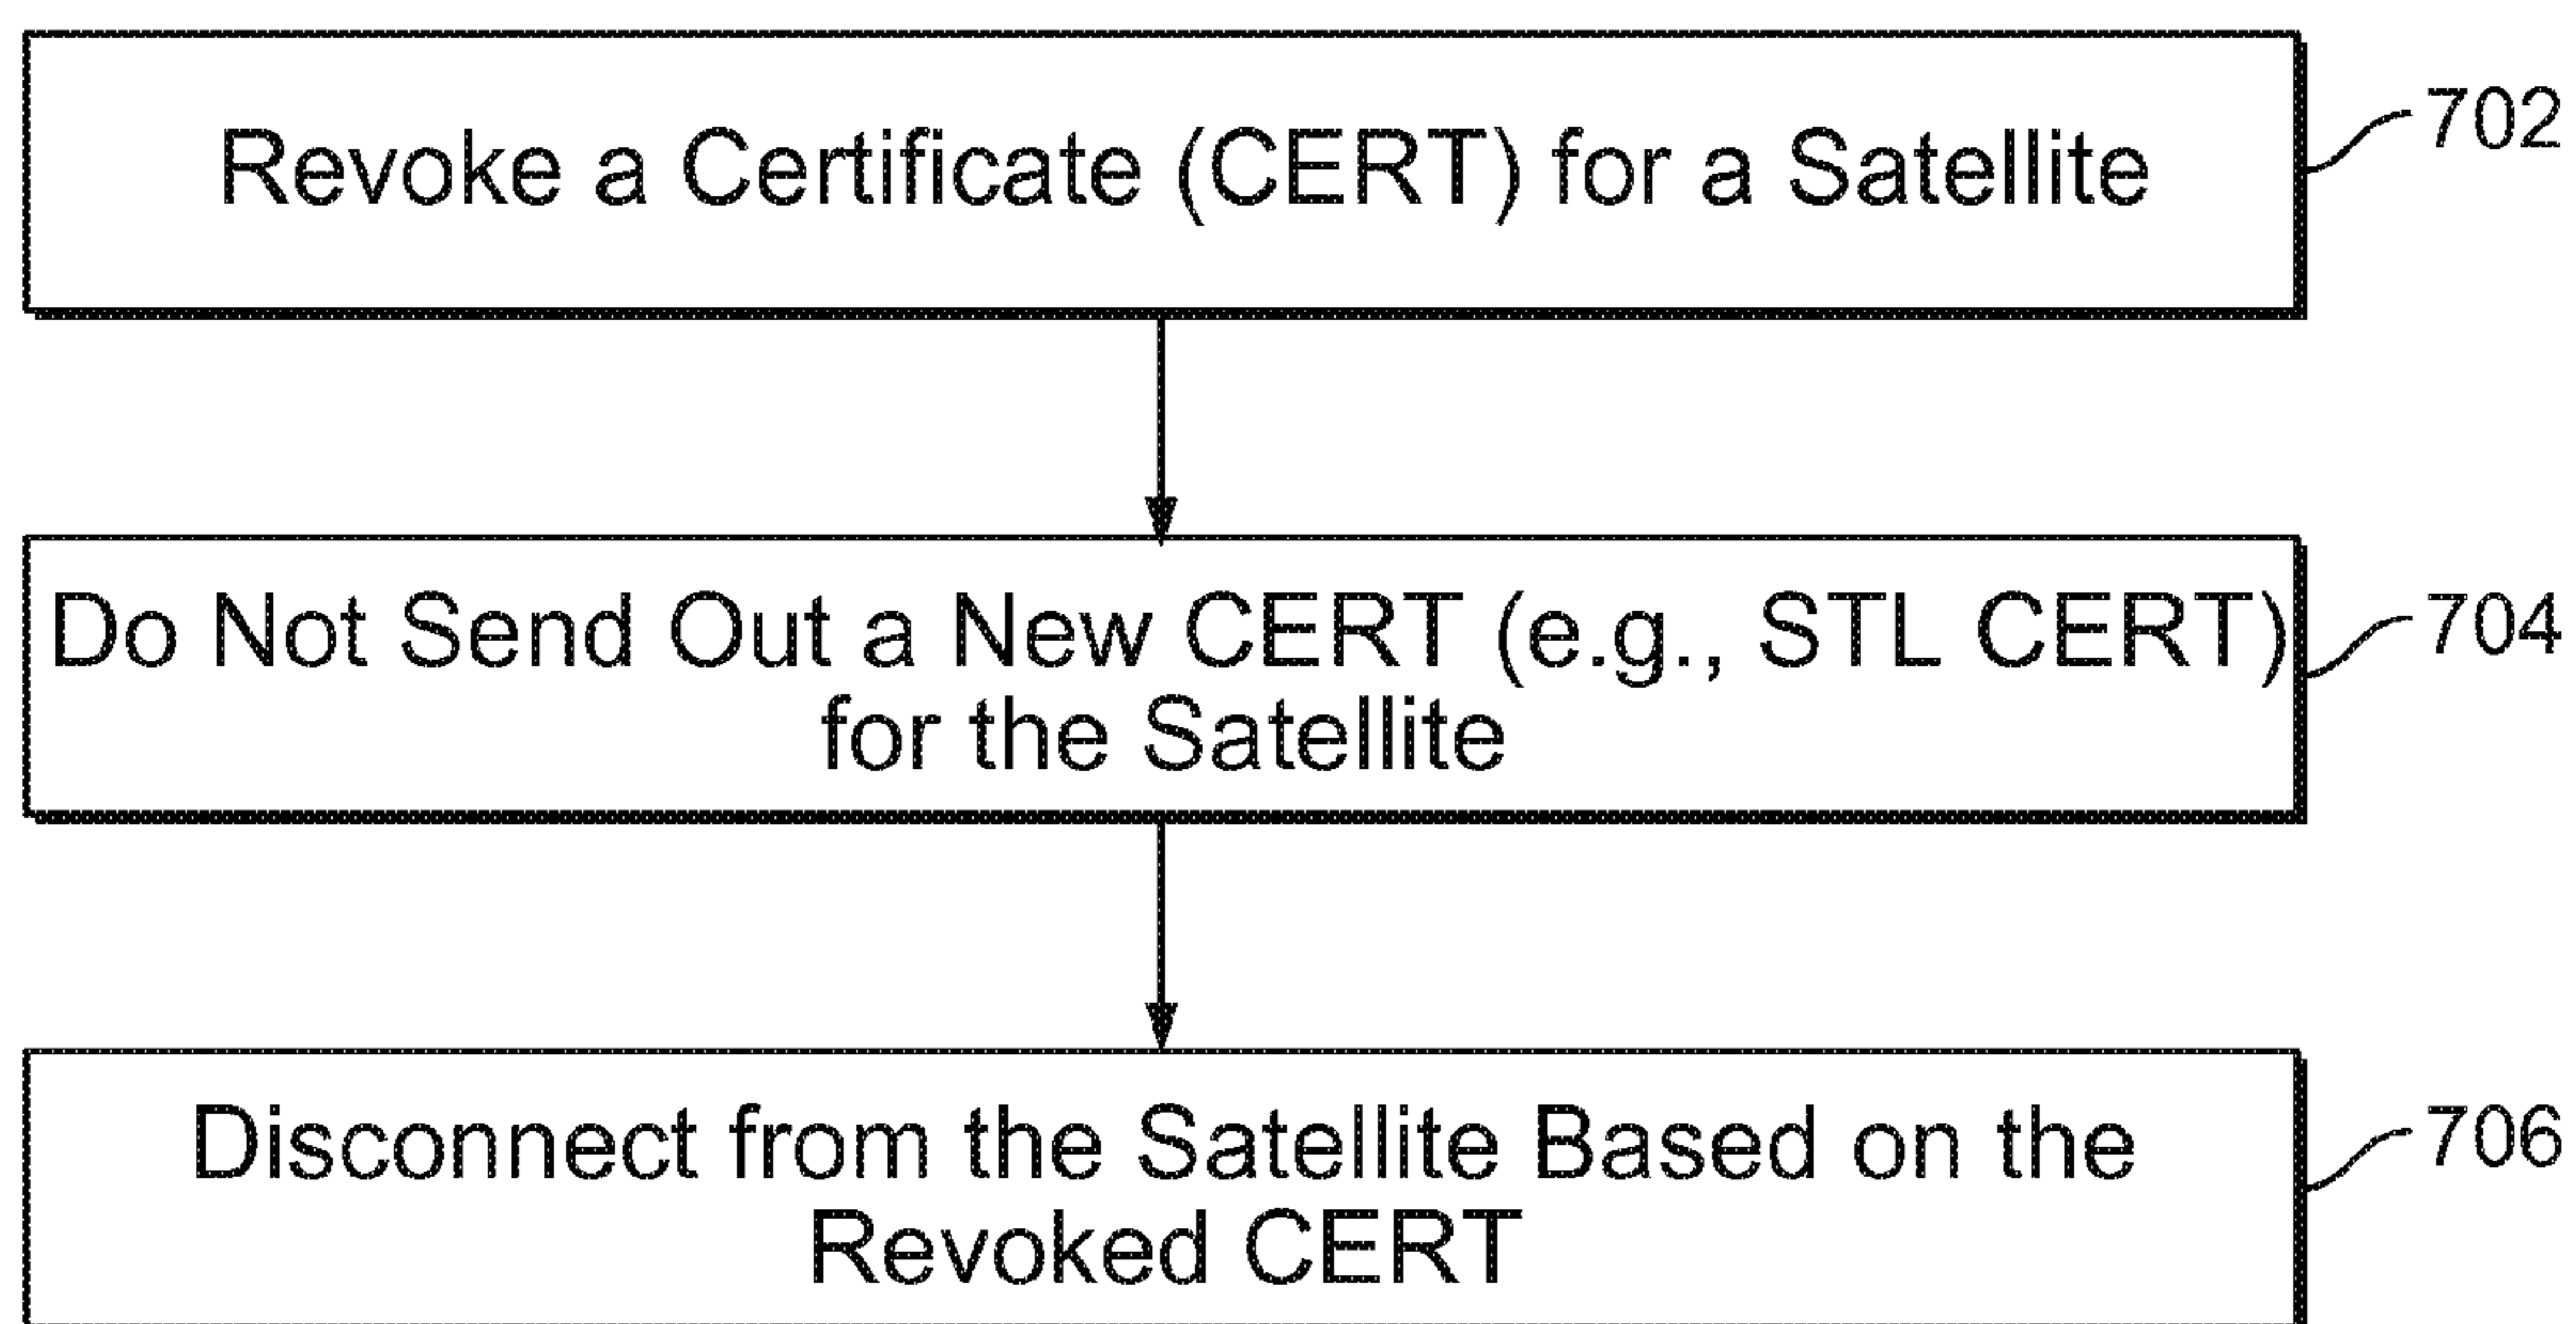 Revoke a Certificate (CERT) for a Satellite
702
Do Not Send Out a New CERT (e.g., STL CERT)
for the Satellite
704
Disconnect from the Satellite Based on the
Revoked CERT
706